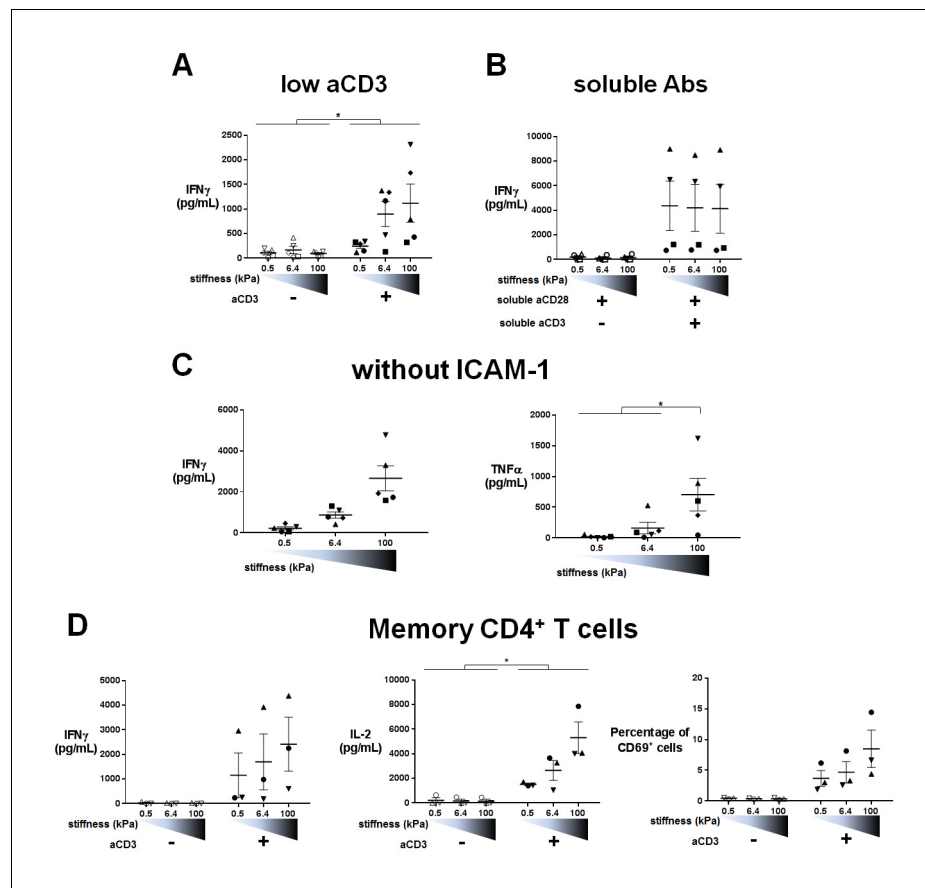 A
low aCD3
*
2500
2000
1500
1000
500
0
IFNγ
(pg/mL)
0.5 6.4 100 0.5 6.4 100
stiffness (kPa)
aCD3 - +
B
soluble Abs
10000
8000
6000
4000
2000
0
IFNγ
(pg/mL)
0.5 6.4 100 0.5 6.4 100
stiffness (kPa)
soluble aCD28 + +
soluble aCD3 - +
C
without ICAM-1
6000
4000
2000
0
IFNγ
(pg/mL)
0.5 6.4 100
stiffness (kPa)
*
2000
1500
1000
500
0
TNFα
(pg/mL)
0.5 6.4 100
stiffness (kPa)
D
Memory CD4⁺ T cells
5000
4000
3000
2000
1000
0
IFNγ
(pg/mL)
0.5 6.4 100 0.5 6.4 100
stiffness (kPa)
aCD3 - +
*
10000
8000
6000
4000
2000
0
IL-2
(pg/mL)
0.5 6.4 100 0.5 6.4 100
stiffness (kPa)
aCD3 - +
20
15
10
5
0
Percentage of
CD69⁺ cells
0.5 6.4 100 0.5 6.4 100
stiffness (kPa)
aCD3 - +